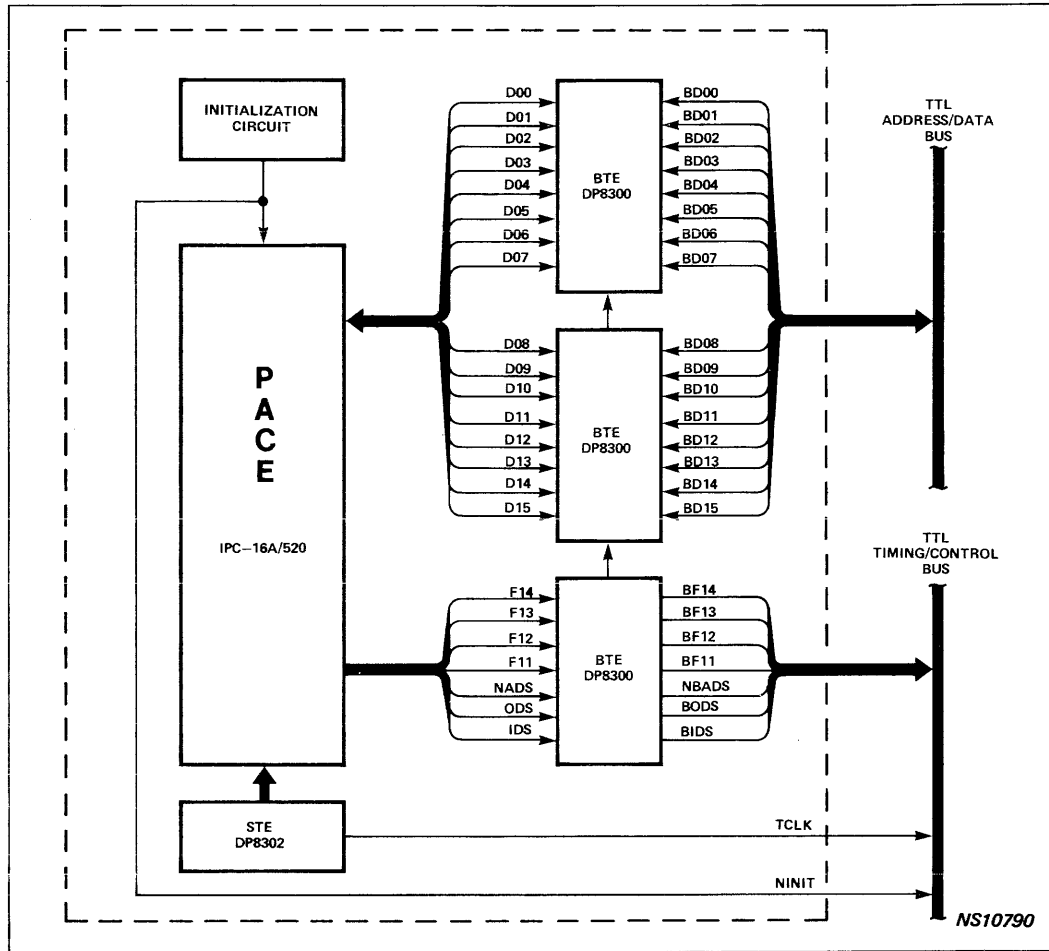 INITIALIZATION
CIRCUIT
PACE
IPC-16A/520
STE
DP8302
D00
D01
D02
D03
D04
D05
D06
D07
BTE
DP8300
BD00
BD01
BD02
BD03
BD04
BD05
BD06
BD07
D08
D09
D10
D11
D12
D13
D14
D15
BTE
DP8300
BD08
BD09
BD10
BD11
BD12
BD13
BD14
BD15
F14
F13
F12
F11
NADS
ODS
IDS
BTE
DP8300
BF14
BF13
BF12
BF11
NBADS
BODS
BIDS
TCLK
NINIT
TTL
ADDRESS/DATA
BUS
TTL
TIMING/CONTROL
BUS
NS10790